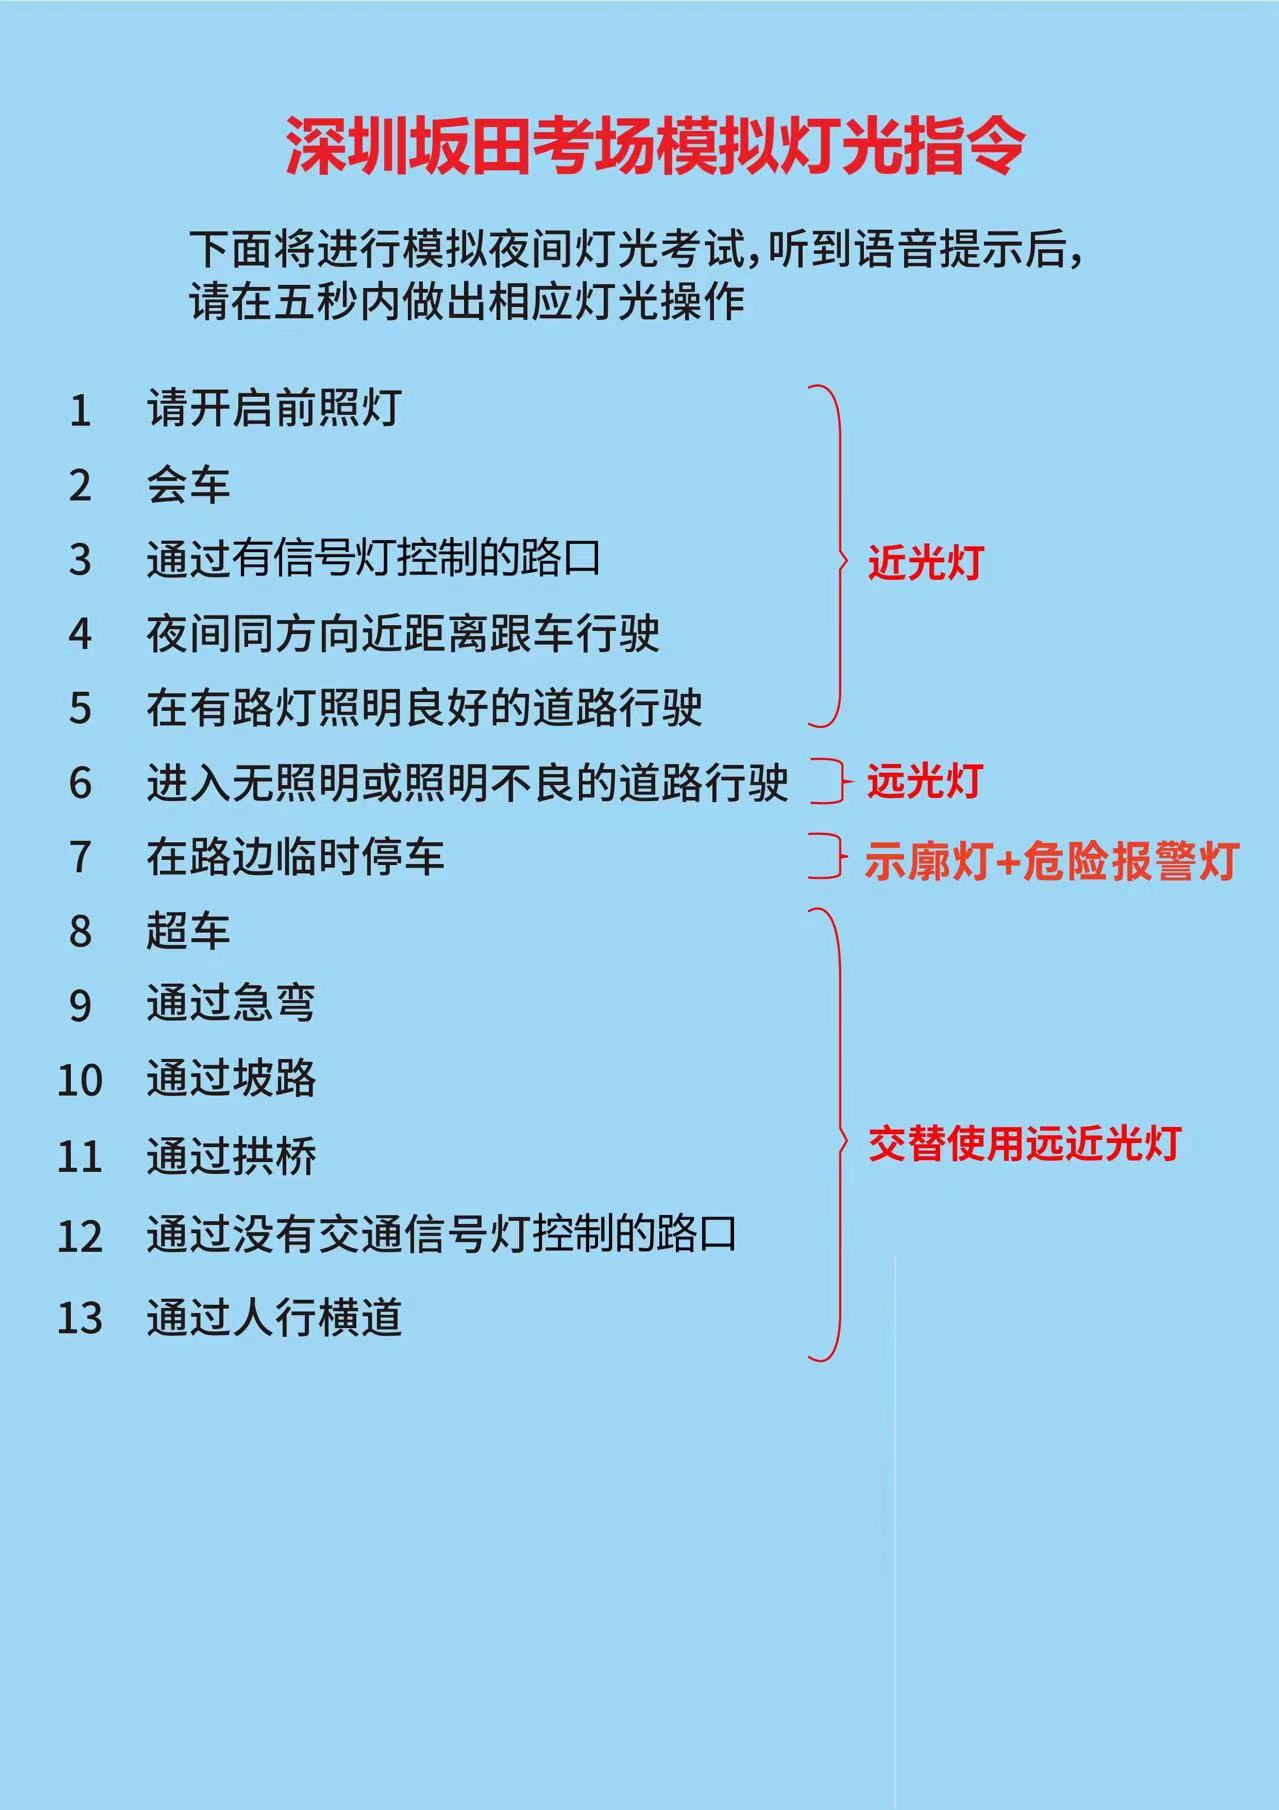 深圳坂田考场模拟灯光指令
下面将进行模拟夜间灯光考试，听到语音提示后，
请在五秒内做出相应灯光操作
1 请开启前照灯
2 会车
3 通过有信号灯控制的路口
近光灯
4 夜间同方向近距离跟车行驶
5 在有路灯照明良好的道路行驶
6 进入无照明或照明不良的道路行驶 远光灯
7 在路边临时停车 示廓灯+危险报警灯
8 超车
9 通过急弯
10 通过坡路
11 通过拱桥
交替使用远近光灯
12 通过没有交通信号灯控制的路口
13 通过人行横道